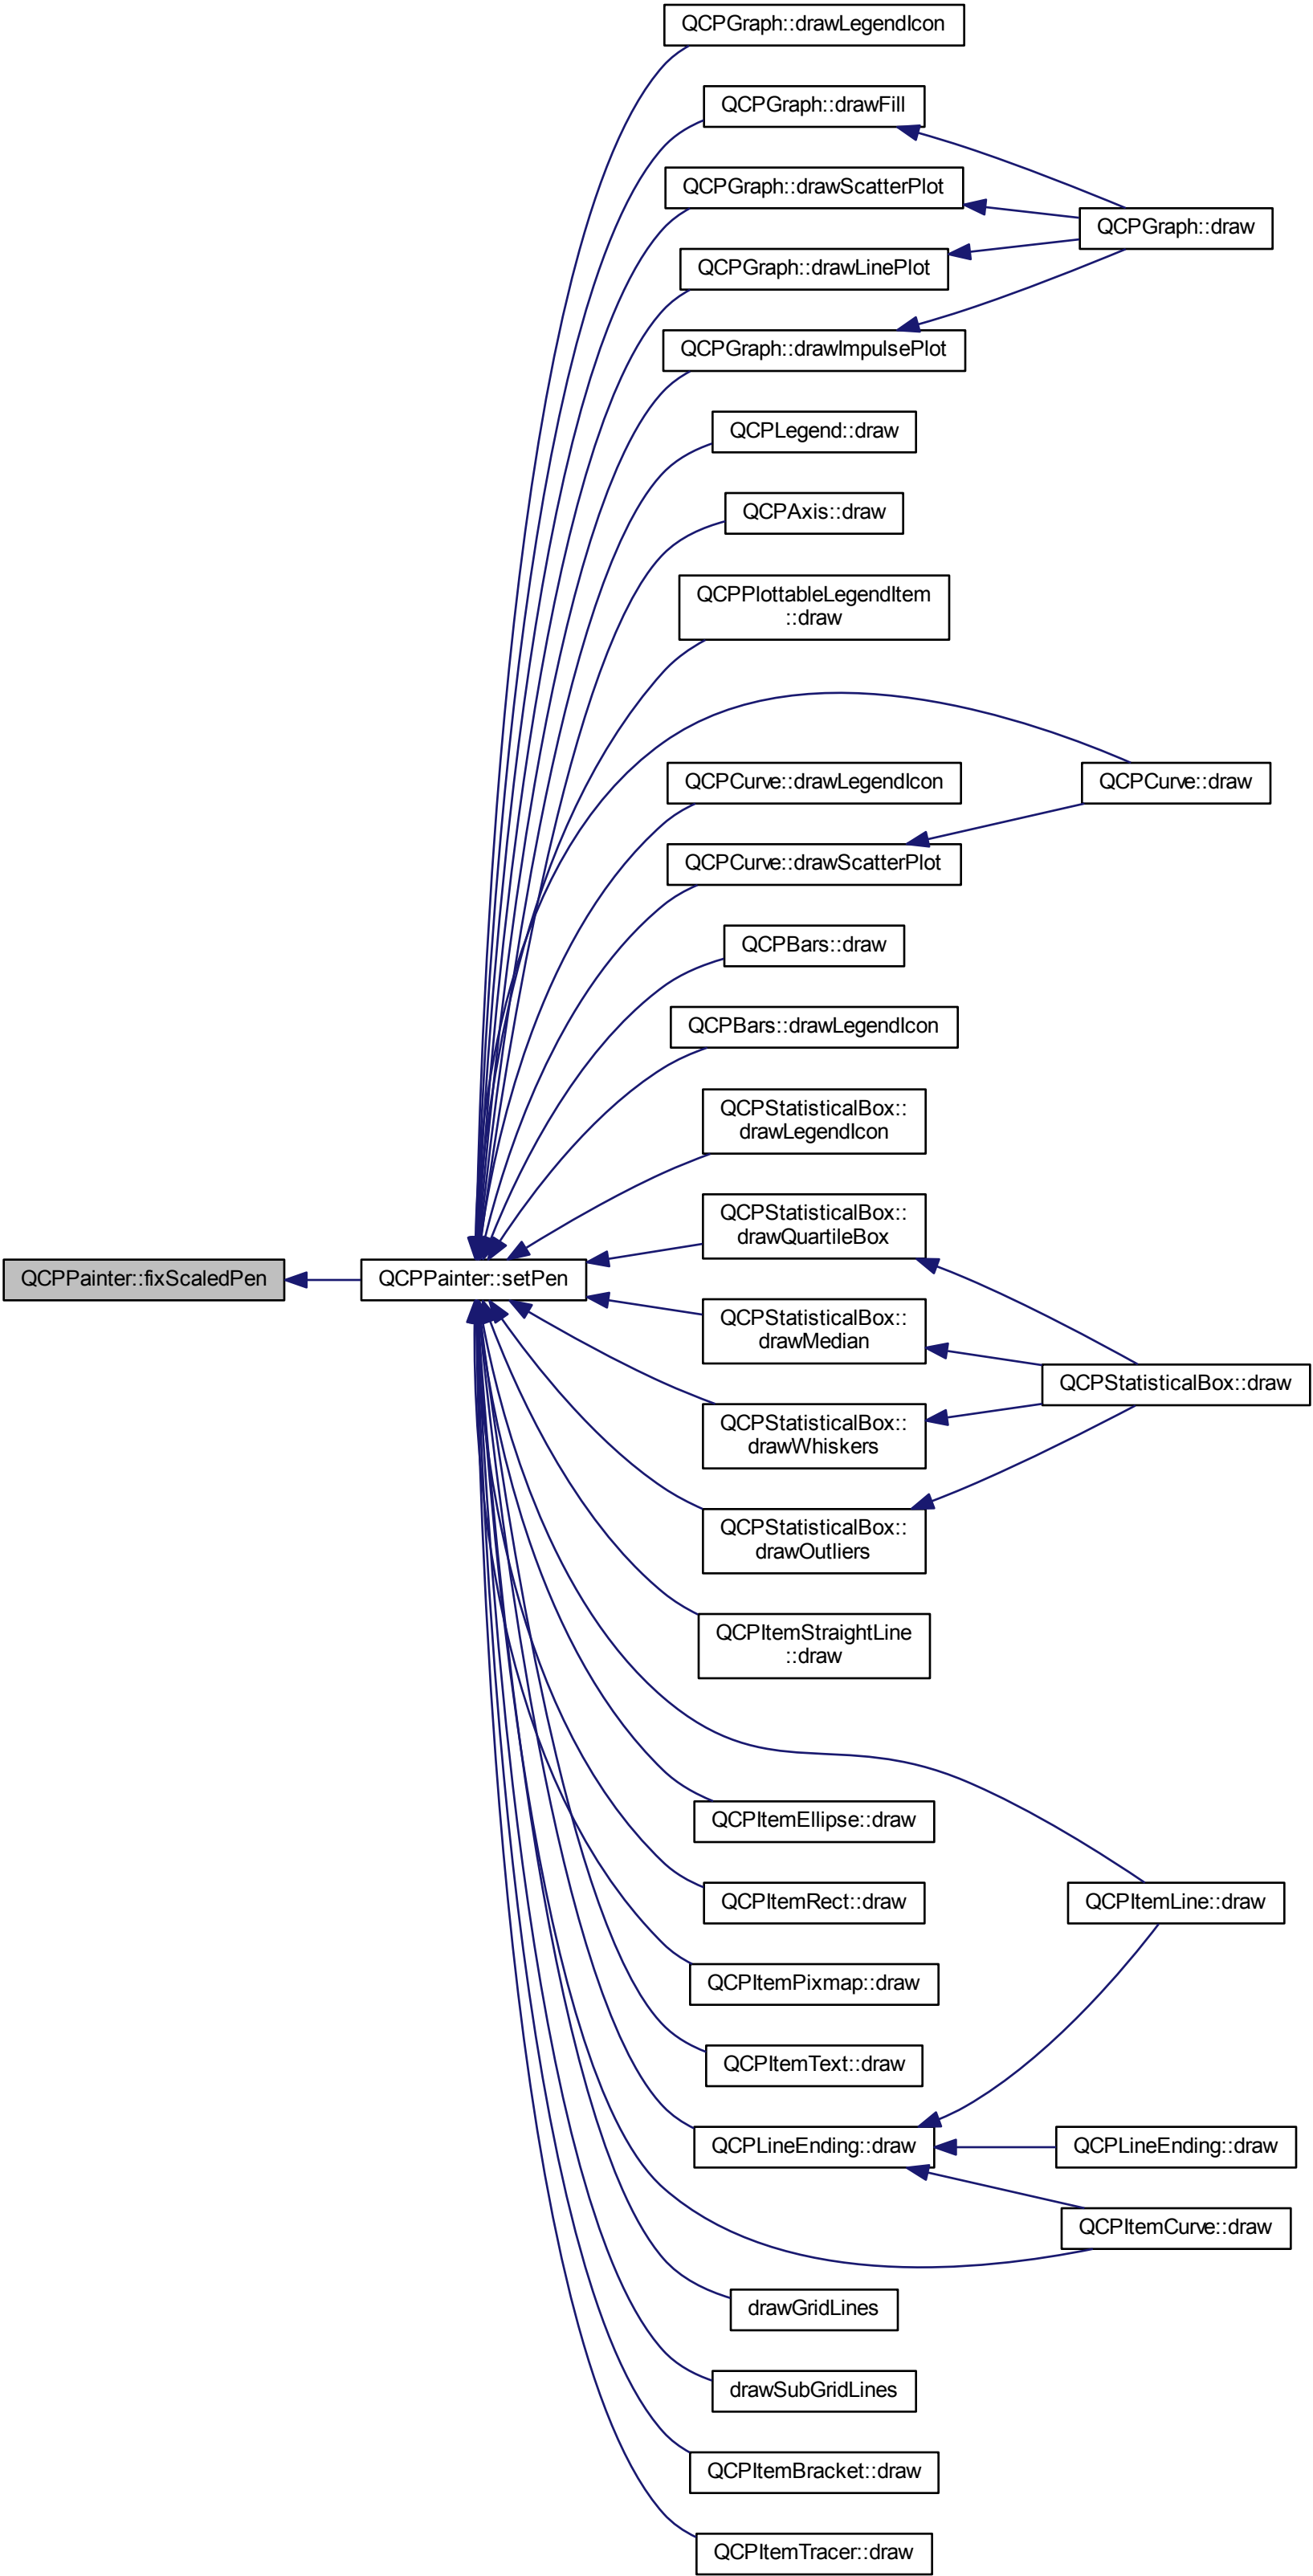 QCPGraph::drawLegendIcon
QCPGraph::drawFill
QCPGraph::drawScatterPlot
QCPGraph::draw
QCPGraph::drawLinePlot
QCPGraph::drawImpulsePlot
QCPLegend::draw
QCPAxis::draw
QCPPlottableLegendItem
::draw
QCPCurve::drawLegendIcon
QCPCurve::draw
QCPCurve::drawScatterPlot
QCPBars::draw
QCPBars::drawLegendIcon
QCPStatisticalBox::
drawLegendIcon
QCPStatisticalBox::
drawQuartileBox
QCPPainter::fixScaledPen
QCPPainter::setPen
QCPStatisticalBox::
drawMedian
QCPStatisticalBox::draw
QCPStatisticalBox::
drawWhiskers
QCPStatisticalBox::
drawOutliers
QCPItemStraightLine
::draw
QCPItemEllipse::draw
QCPItemRect::draw
QCPItemLine::draw
QCPItemPixmap::draw
QCPItemText::draw
QCPLineEnding::draw
QCPLineEnding::draw
QCPItemCurve::draw
drawGridLines
drawSubGridLines
QCPItemBracket::draw
QCPItemTracer::draw